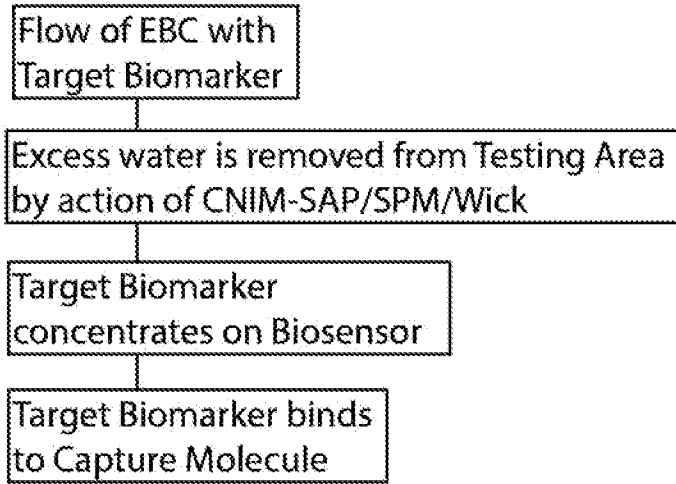 Flow of EBC with
Target Biomarker
Excess water is removed from Testing Area
by action of CNIM-SAP/SPM/Wick
Target Biomarker
concentrates on Biosensor
Target Biomarker binds
to Capture Molecule